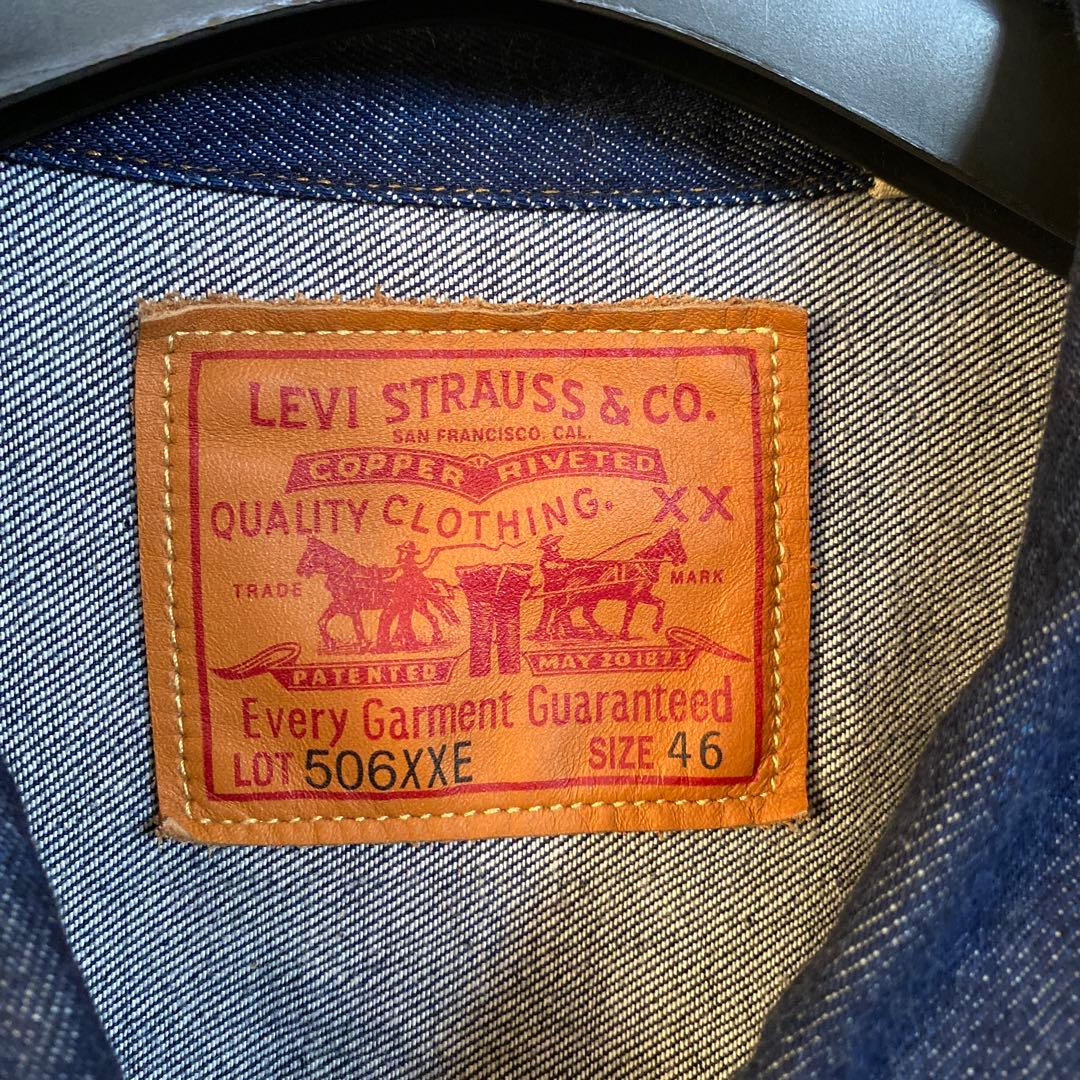 LEVI STRAUSS & CO.
SAN FRANCISCO. CAL.
COPPER RIVETED
QUALITY CLOTHING. XX
TRADE MARK
PATENTED MAY 20 1873
Every Garment Guaranteed
LOT 506XXE SIZE 46